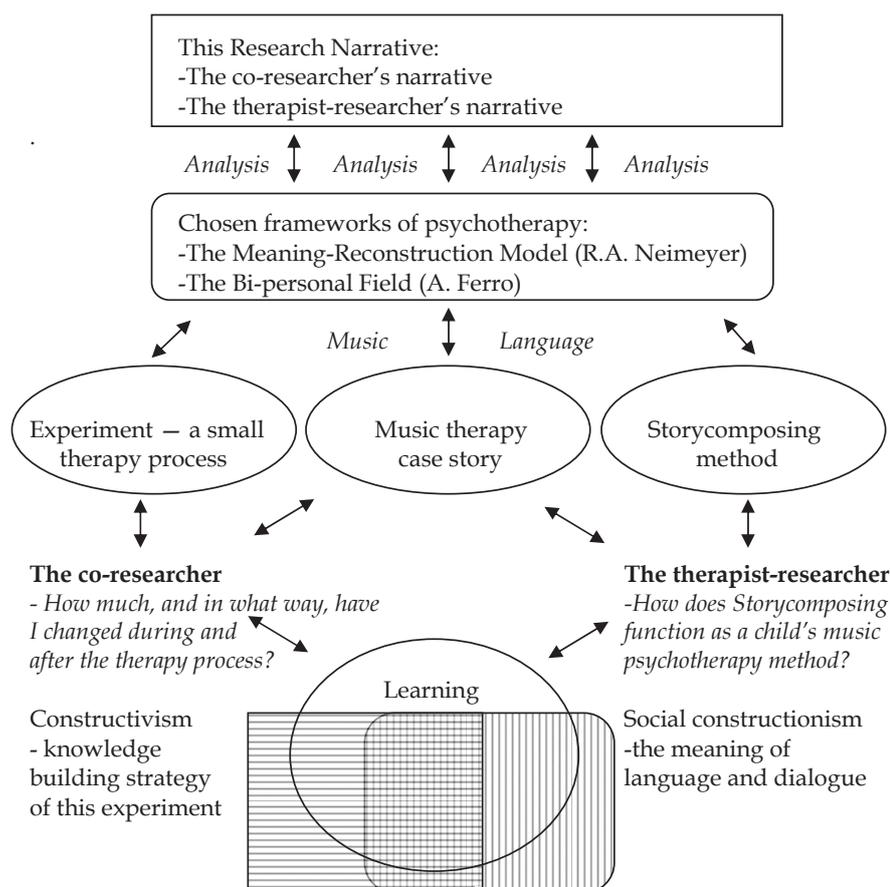 This Research Narrative:
-The co-researcher's narrative
-The therapist-researcher's narrative
.
Analysis Analysis Analysis Analysis
Chosen frameworks of psychotherapy:
-The Meaning-Reconstruction Model (R.A. Neimeyer)
-The Bi-personal Field (A. Ferro)
Music Language
Experiment — a small
therapy process
Music therapy
case story
Storycomposing
method
The co-researcher
- How much, and in what way, have
I changed during and
after the therapy process?
The therapist-researcher
-How does Storycomposing
function as a child's music
psychotherapy method?
Learning
Constructivism
- knowledge
building strategy
of this experiment
Social constructionism
-the meaning of
language and dialogue